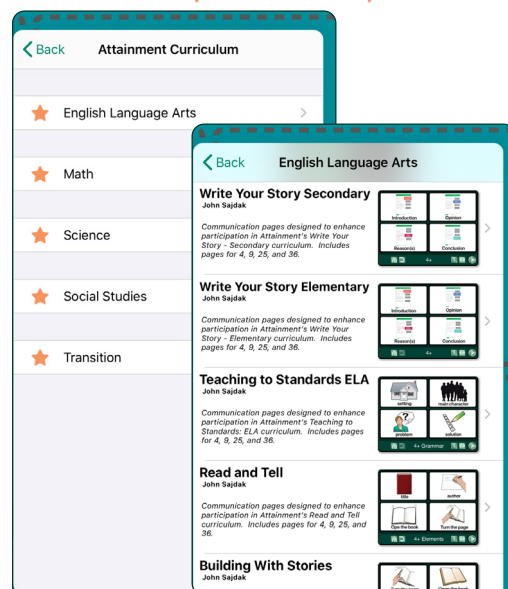 Back Attainment Curriculum
English Language Arts
Math
Science
Social Studies
Transition
Back English Language Arts
Write Your Story Secondary
John Sajdak
Communication pages designed to enhance
participation in Attainment's Write Your
Story - Secondary curriculum. Includes
pages for 4, 9, 25, and 36.
Introduction Opinion
Reason(s) Conclusion
4+
Write Your Story Elementary
John Sajdak
Communication pages designed to enhance
participation in Attainment's Write Your
Story - Elementary curriculum. Includes
pages for 4, 9, 25, and 36.
Introduction Opinion
Reason(s) Conclusion
4+
Teaching to Standards ELA
John Sajdak
Communication pages designed to enhance
participation in Attainment's Teaching to
Standards: ELA curriculum. Includes pages
for 4, 9, 25, and 36.
setting main character
problem solution
4+ Grammar
Read and Tell
John Sajdak
Communication pages designed to enhance
participation in Attainment's Read and Tell
curriculum. Includes pages for 4, 9, 25, and
36.
title author
Ope the book Turn the page
4+ Elements
Building With Stories
John Sajdak